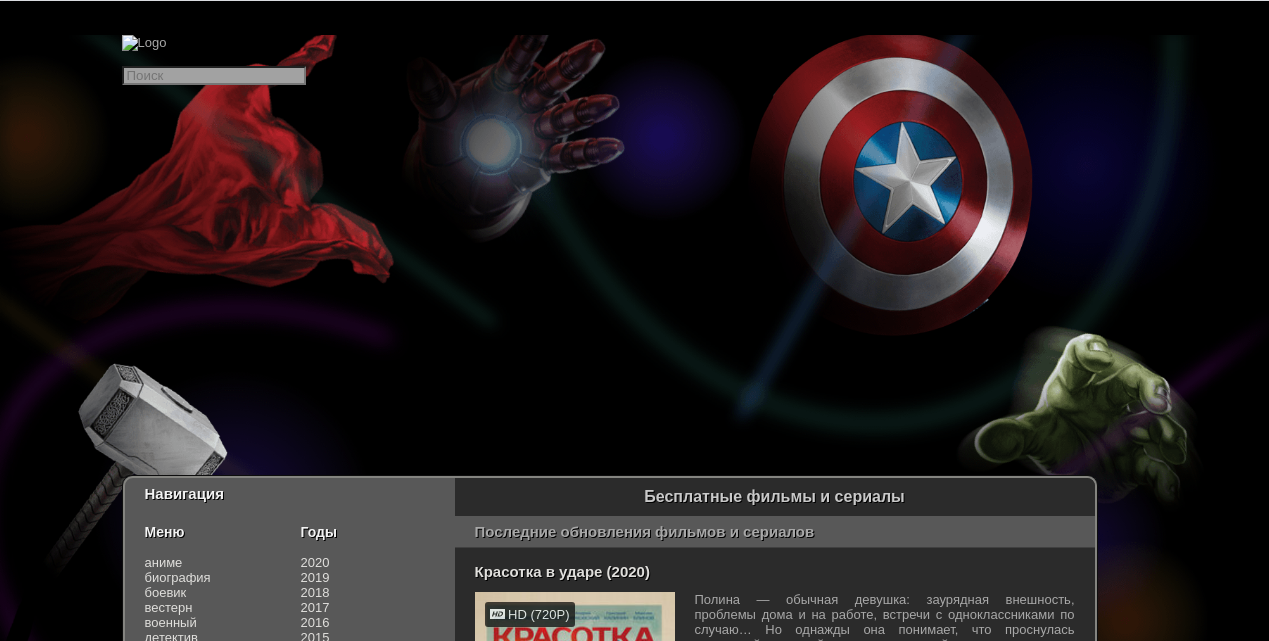 Logo
Поиск
Навигация
Бесплатные фильмы и сериалы
Меню
Годы
Последние обновления фильмов и сериалов
аниме
2020
биография
2019
боевик
2018
вестерн
2017
военный
2016
детектив
2015
Красотка в ударе (2020)
HD HD (720P)
КРАСОТКА
Полина — обычная девушка: заурядная внешность,
проблемы дома и на работе, встречи с одноклассниками по
случаю… Но однажды она понимает, что проснулась